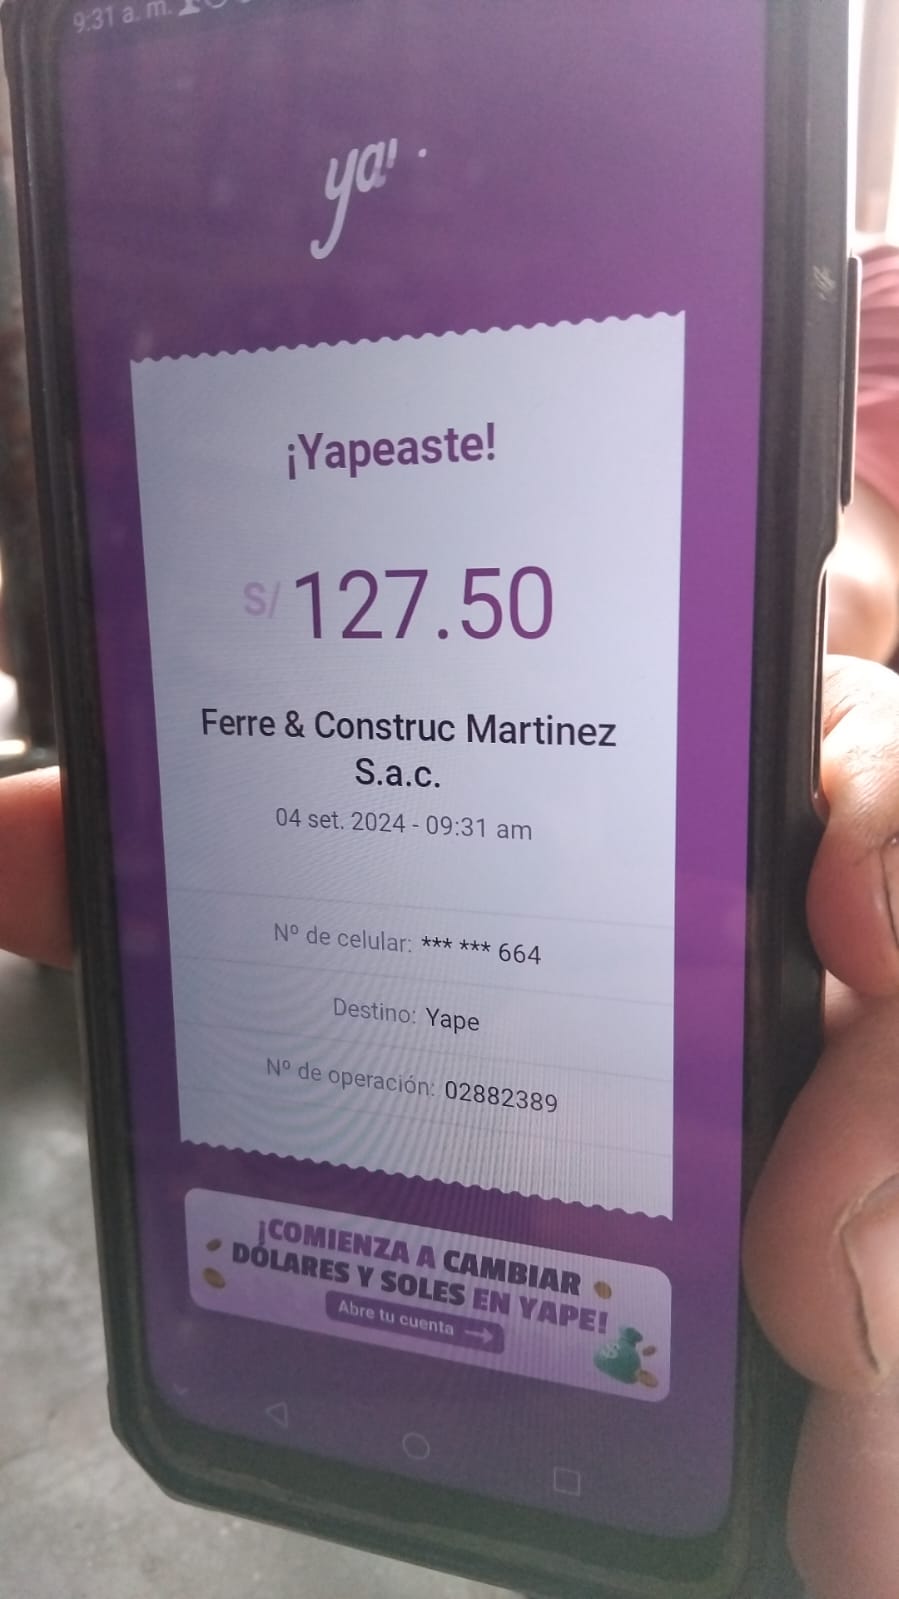 9:31 a. m.
ya
¡Yapeaste!
S/ 127.50
Ferre & Construc Martinez
S.a.c.
04 set. 2024 - 09:31 am
Nº de celular: *** *** 664
Destino: Yape
Nº de operación: 02882389
¡COMIENZA A CAMBIAR
DÓLARES Y SOLES EN YAPE!
Abre tu cuenta →